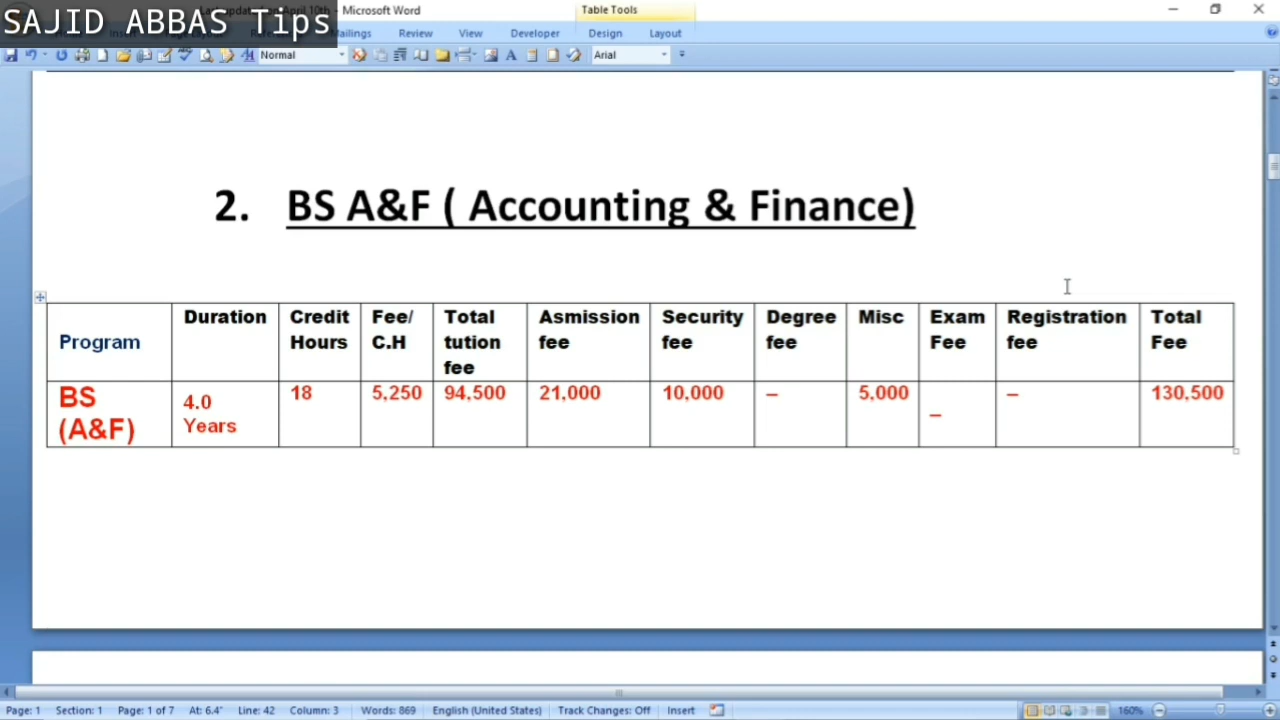 SAJID ABBAS Tips
April 10th - Microsoft Word
Table Tools
Mailings Review View Developer Design Layout
Normal Arial
2. BS A&F ( Accounting & Finance)
Program Duration Credit Hours Fee/ C.H Total tution fee Asmission fee Security fee Degree fee Misc Exam Fee Registration fee Total Fee
BS (A&F) 4.0 Years 18 5,250 94,500 21,000 10,000 – 5,000 – – 130,500
Page: 1 Section: 1 Page: 1 of 7 At: 6.4" Line: 42 Column: 3 Words: 869 English (United States) Track Changes: Off Insert 160%